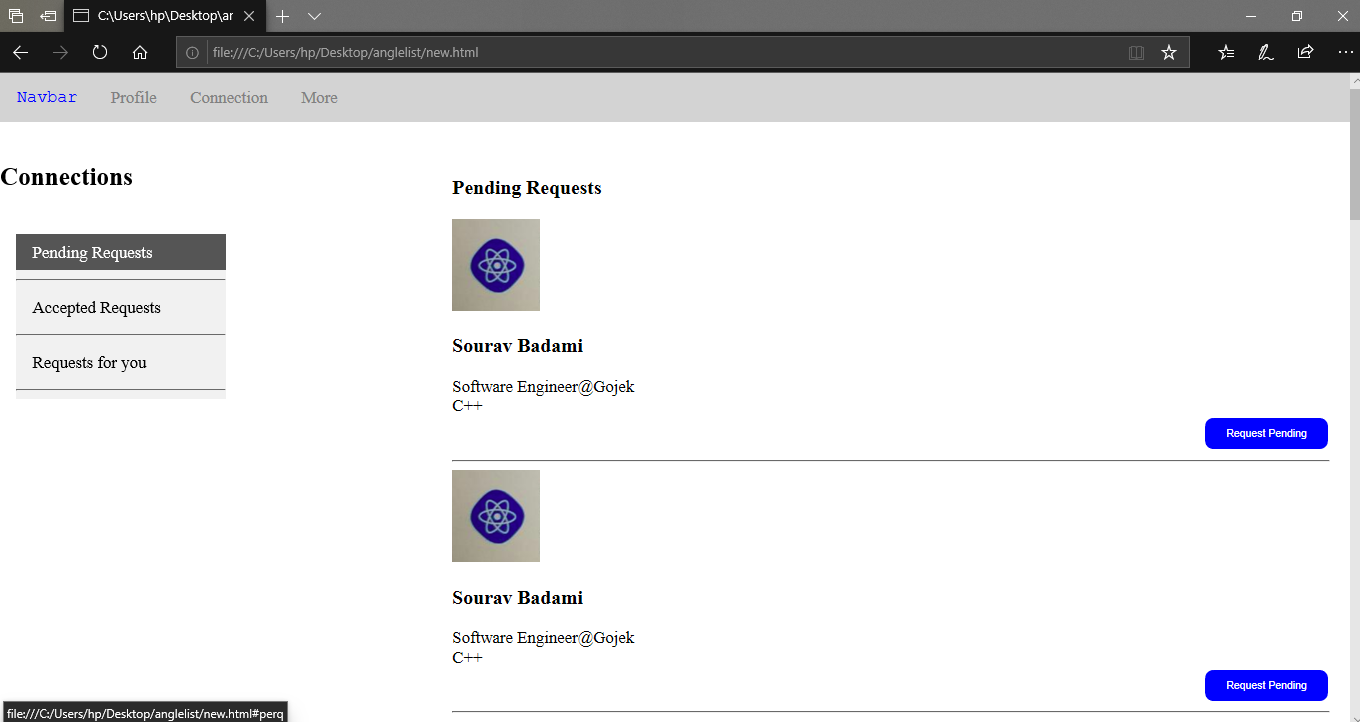 C:\Users\hp\Desktop\ar
file:///C:/Users/hp/Desktop/anglelist/new.html
Navbar Profile Connection More
Connections
Pending Requests
Accepted Requests
Requests for you
Pending Requests
Sourav Badami
Software Engineer@Gojek
C++
Request Pending
Sourav Badami
Software Engineer@Gojek
C++
Request Pending
file:///C:/Users/hp/Desktop/anglelist/new.html#perq